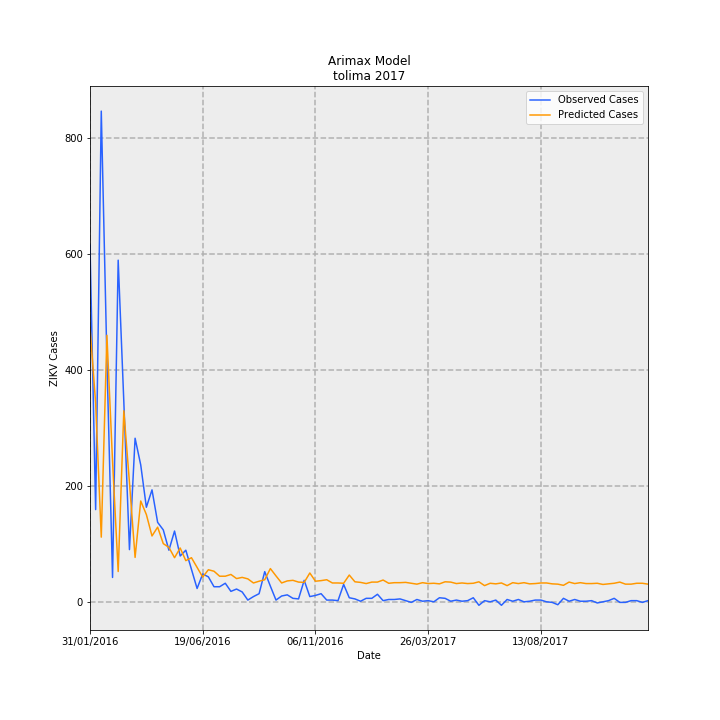 Arimax Model
tolima 2017
Observed Cases
Predicted Cases
800
600
400
200
0
ZIKV Cases
31/01/2016
19/06/2016
06/11/2016
26/03/2017
13/08/2017
Date